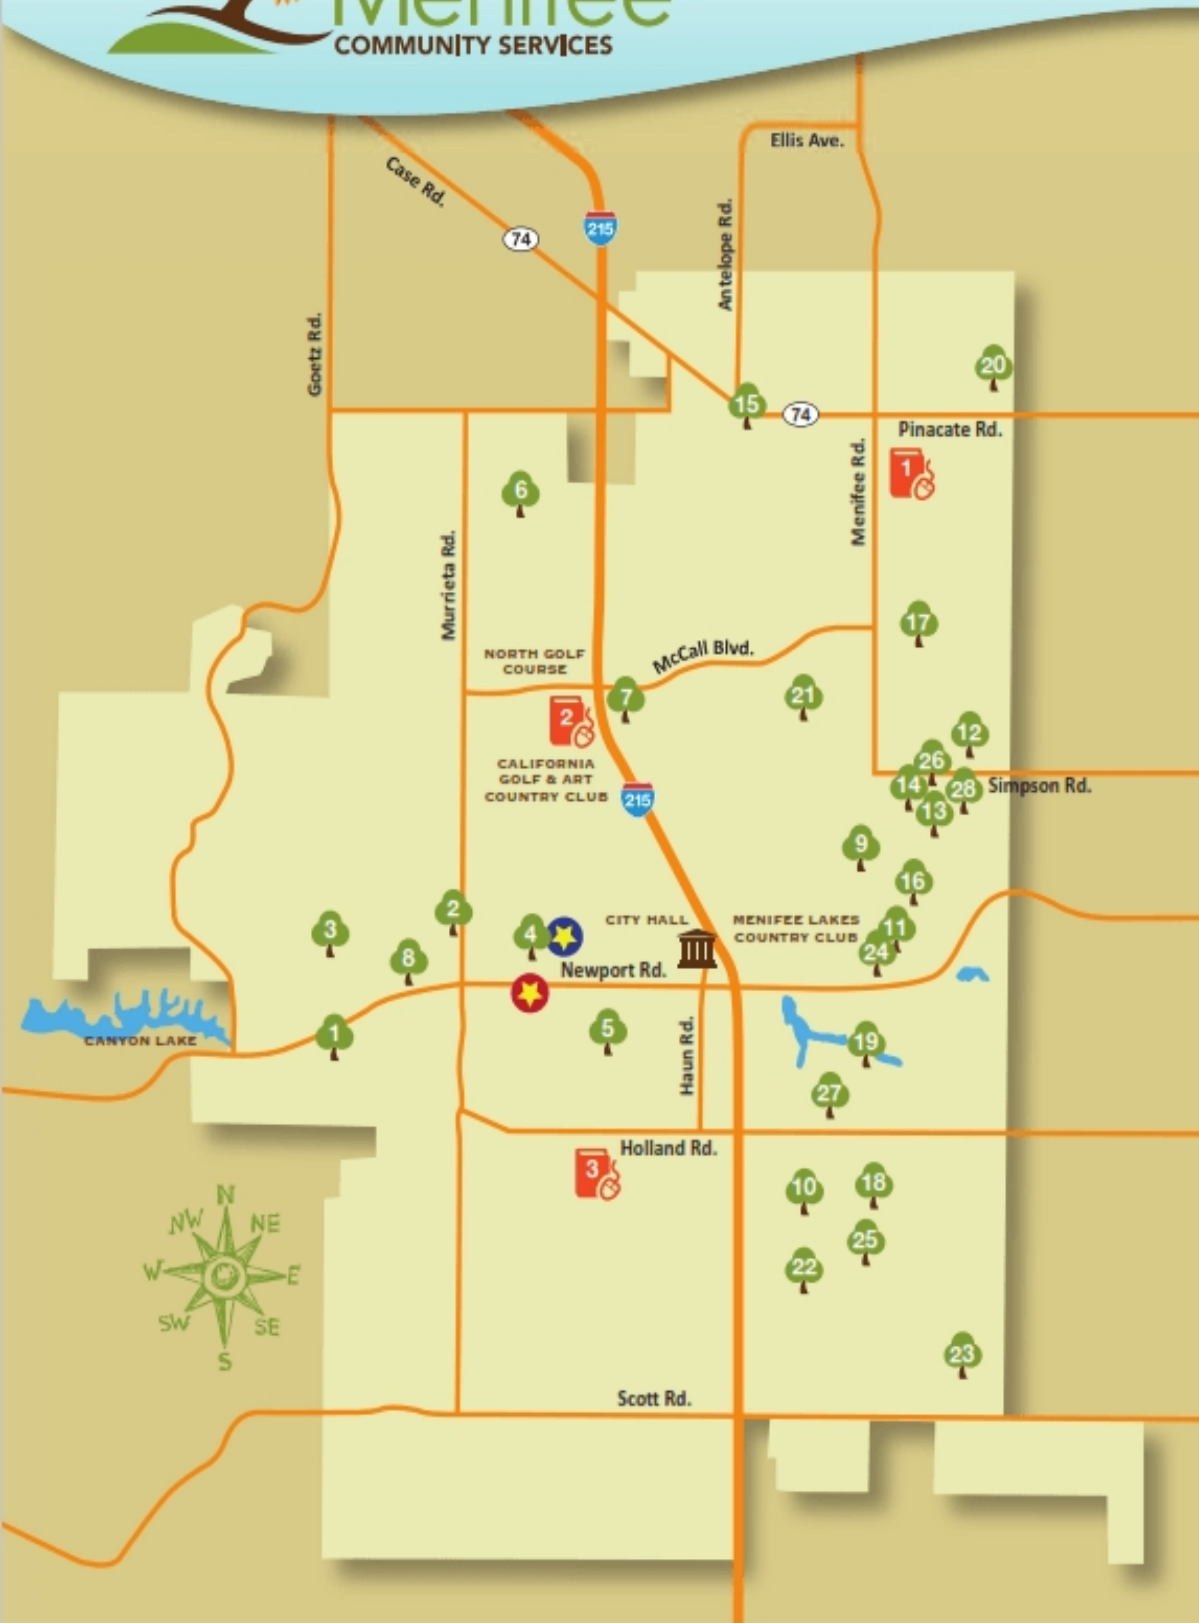 Menifee
COMMUNITY SERVICES
Ellis Ave.
Case Rd.
74
215
Antelope Rd.
Goetz Rd.
20
15
74
Pinacate Rd.
1
Menifee Rd.
6
Murrieta Rd.
17
NORTH GOLF
COURSE
McCall Blvd.
7
21
2
12
CALIFORNIA
GOLF & ART
COUNTRY CLUB
215
26
14
28
Simpson Rd.
13
9
16
2
3
4
CITY HALL
MENIFEE LAKES
COUNTRY CLUB
11
24
8
Newport Rd.
1
CANYON LAKE
5
Haun Rd.
19
27
Holland Rd.
3
10
18
25
22
N
NW
NE
W
E
SW
SE
S
23
Scott Rd.